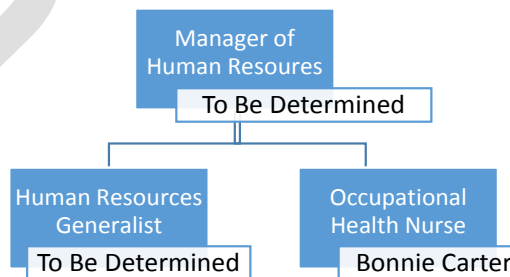 Manager of
Human Resoures
To Be Determined
Human Resources
Generalist
To Be Determined
Occupational
Health Nurse
Bonnie Carter